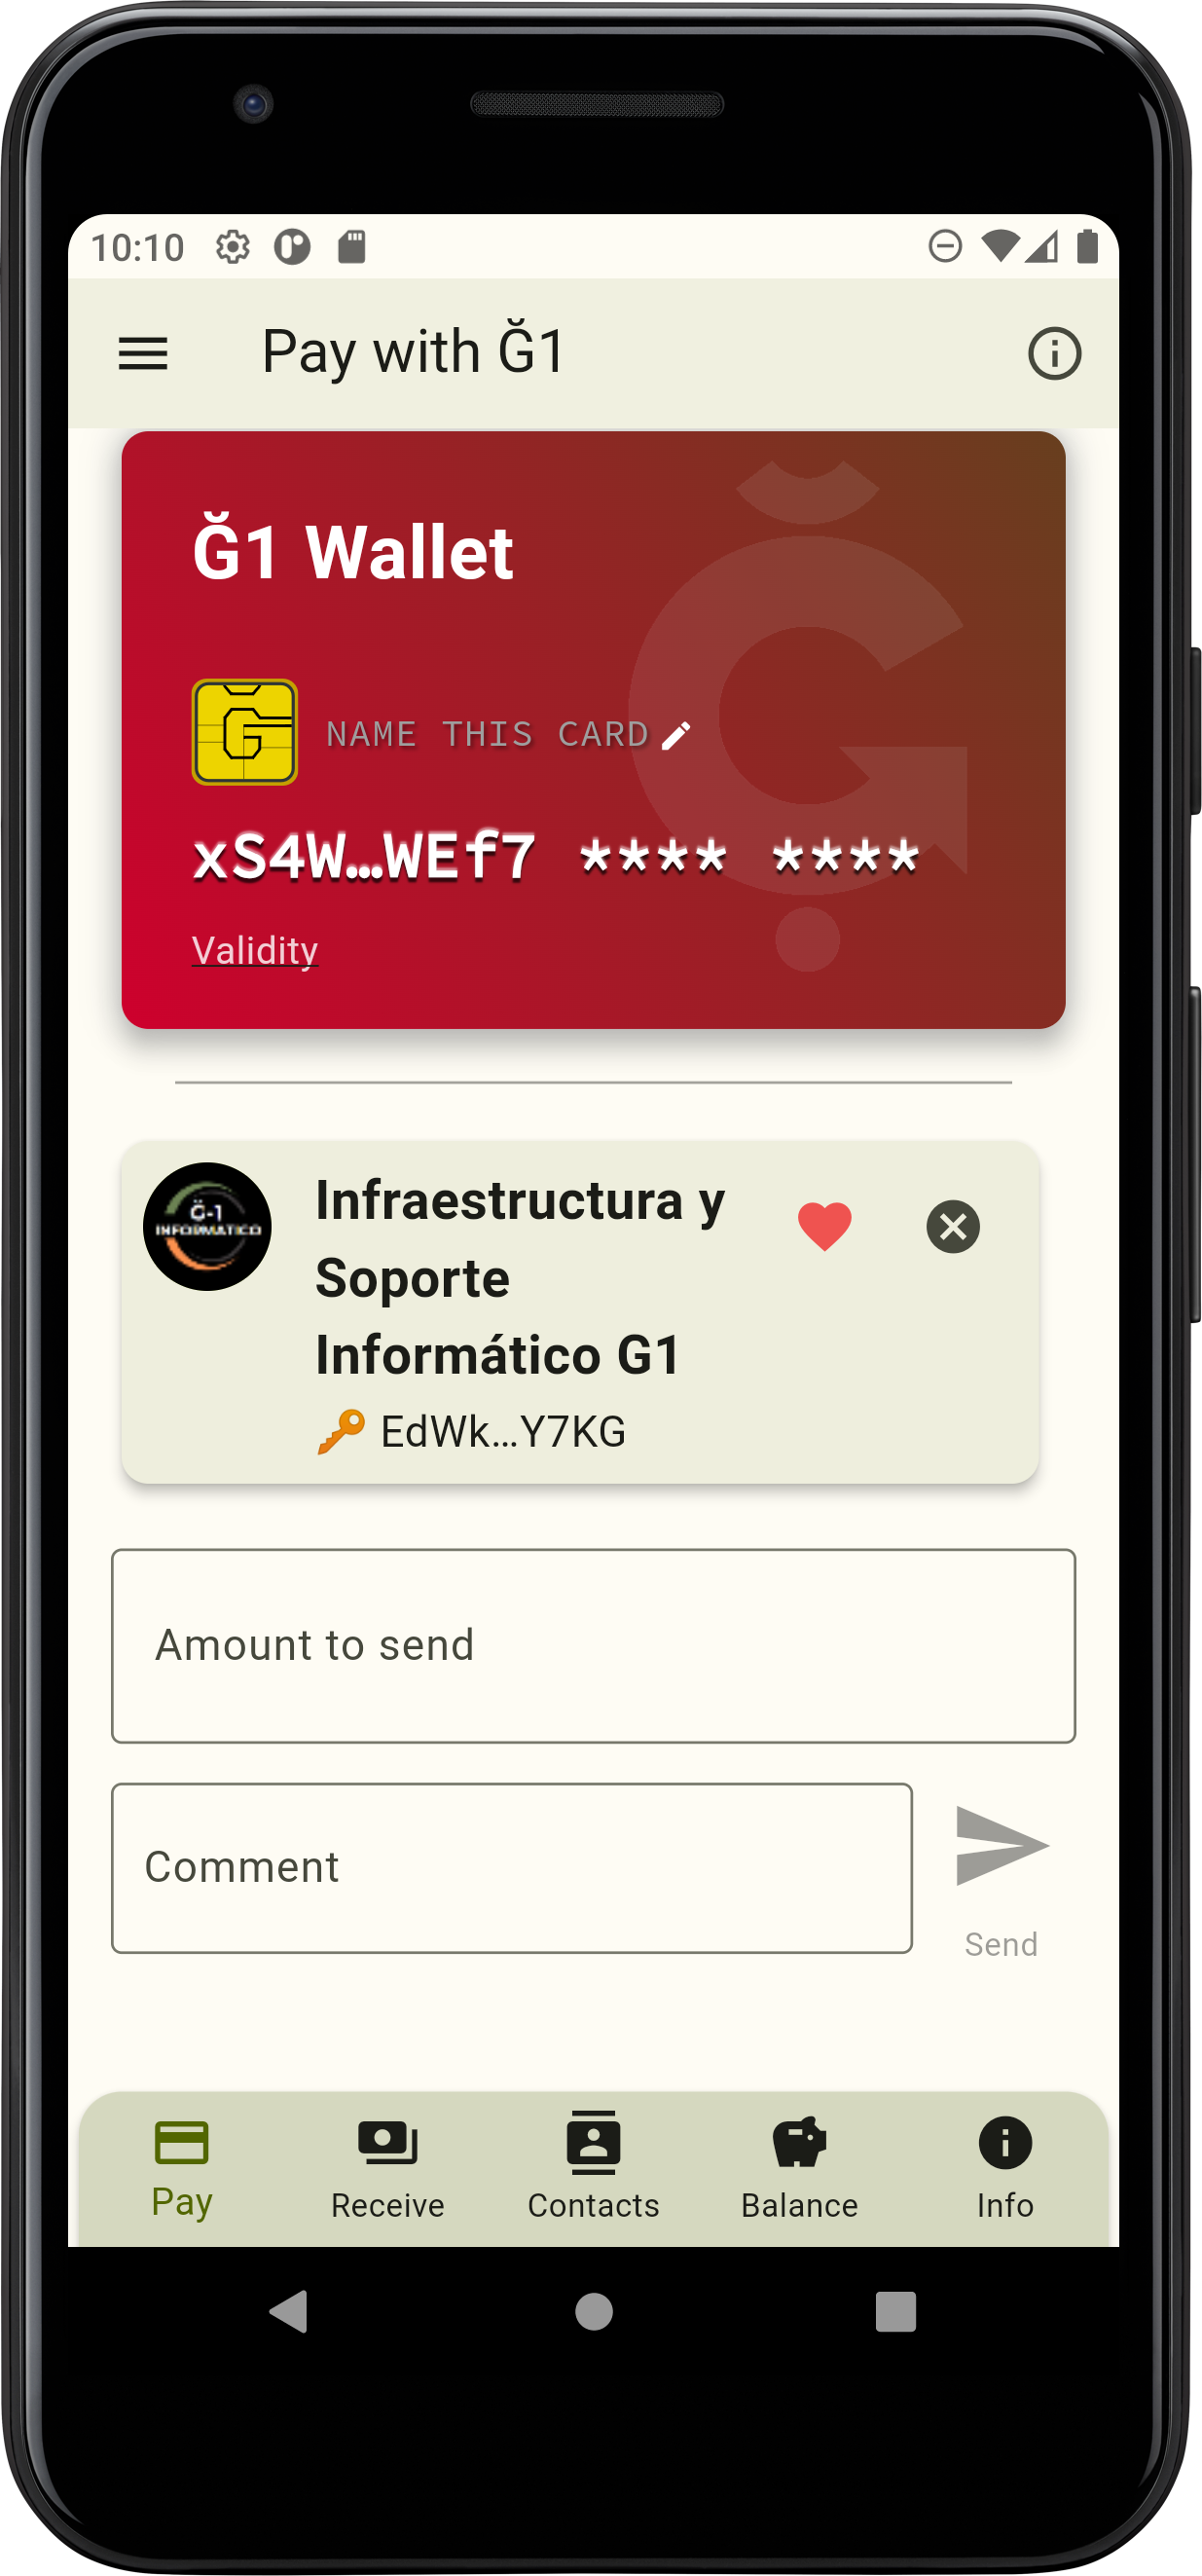 10:10
Pay with Ğ1
Ğ1 Wallet
NAME THIS CARD
xS4W…WEf7 **** ****
Validity
Ğ-1
INFORMATICO
Infraestructura y
Soporte
Informático G1
🔑 EdWk…Y7KG
Amount to send
Comment
Send
Pay
Receive
Contacts
Balance
Info